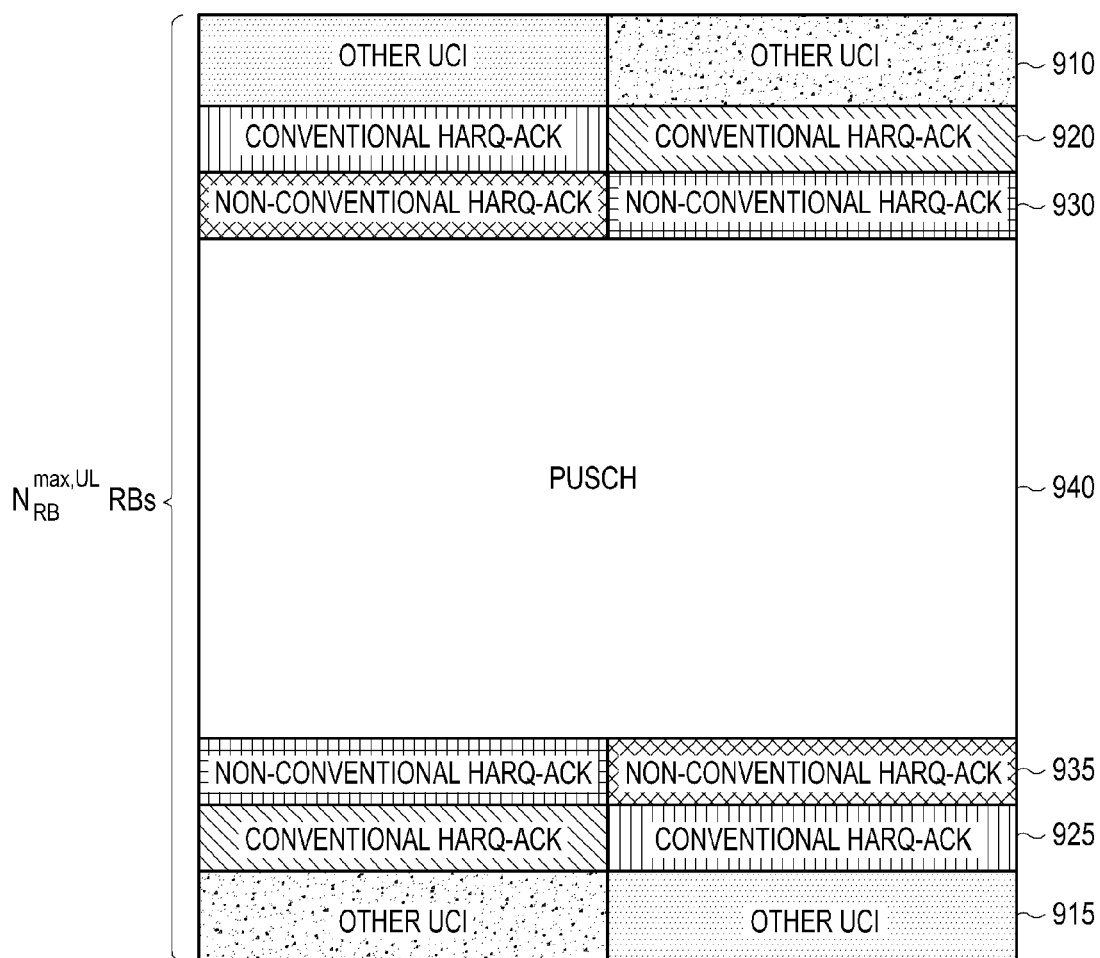 OTHER UCI OTHER UCI 910
CONVENTIONAL HARQ-ACK CONVENTIONAL HARQ-ACK 920
NON-CONVENTIONAL HARQ-ACK NON-CONVENTIONAL HARQ-ACK 930
N_RB^max,UL RBs PUSCH 940
NON-CONVENTIONAL HARQ-ACK NON-CONVENTIONAL HARQ-ACK 935
CONVENTIONAL HARQ-ACK CONVENTIONAL HARQ-ACK 925
OTHER UCI OTHER UCI 915